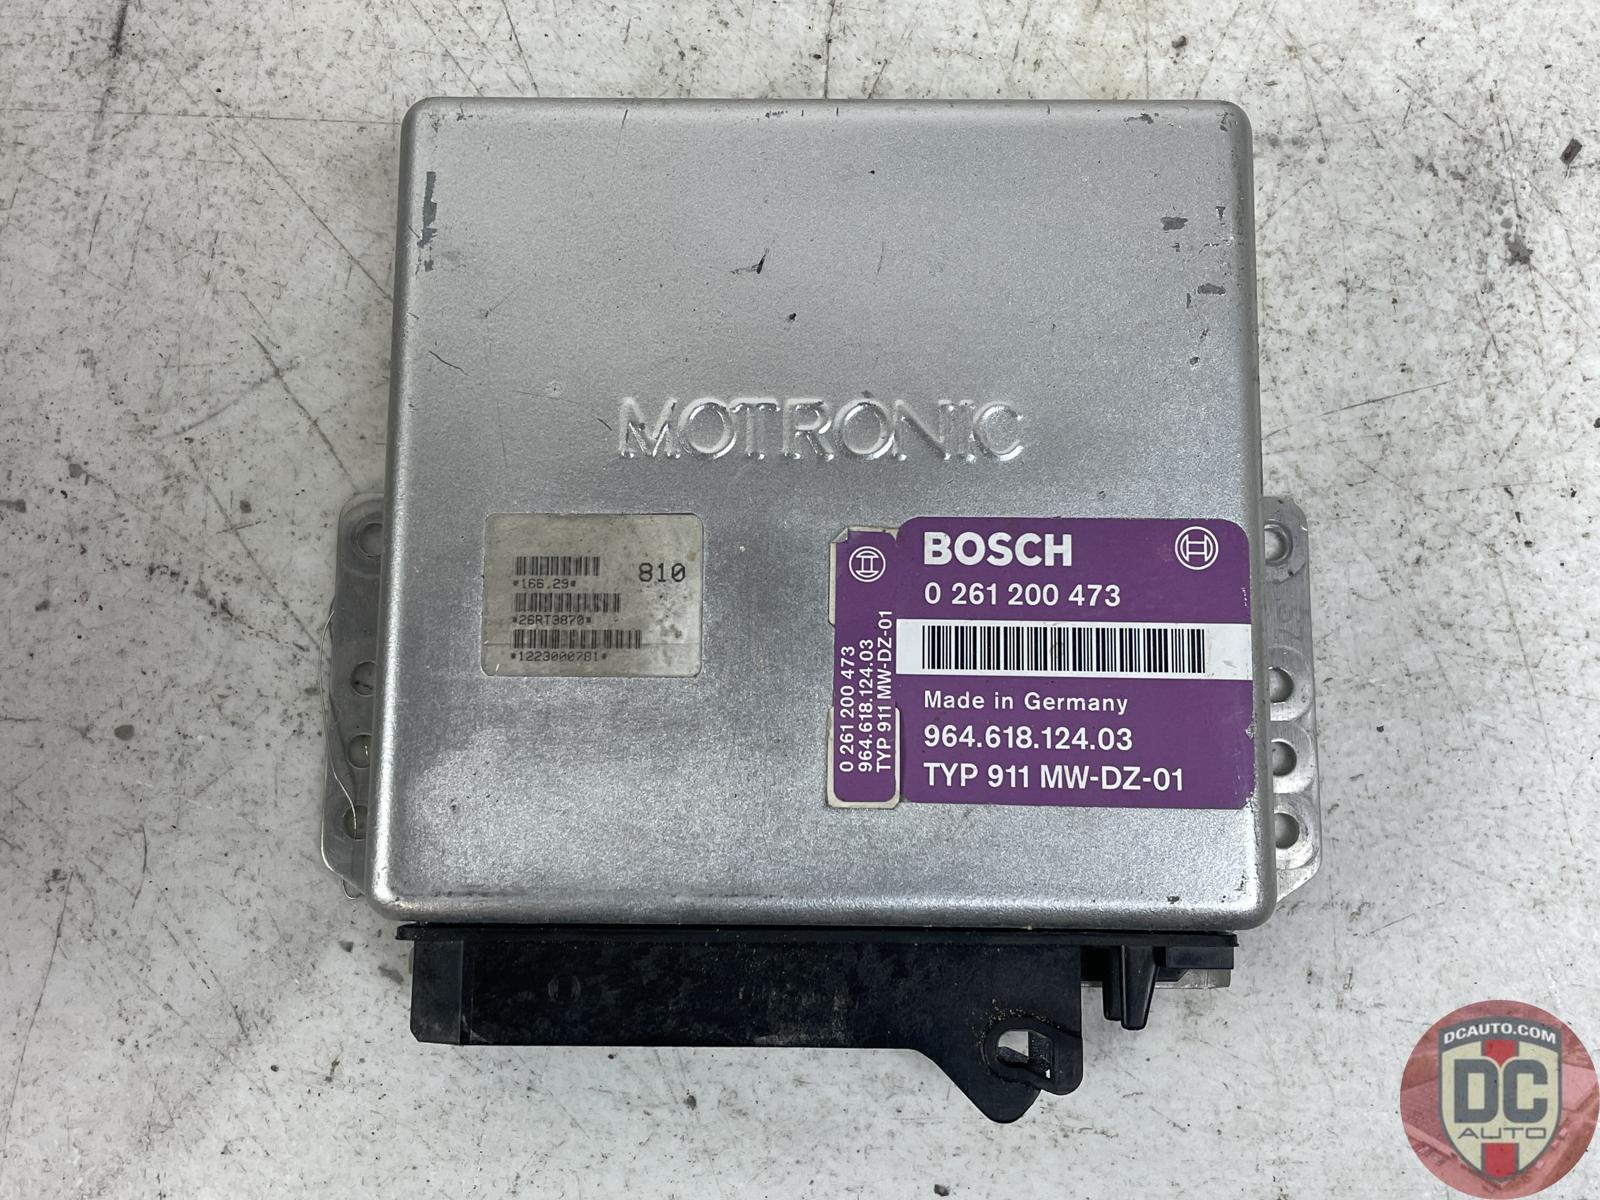 MOTRONIC
810
*166.29*
*26RT3870*
*1223000781*
BOSCH
0 261 200 473
Made in Germany
964.618.124.03
TYP 911 MW-DZ-01
0 261 200 473
964.618.124.03
TYP 911 MW-DZ-01
DCAUTO.COM
DC
AUTO